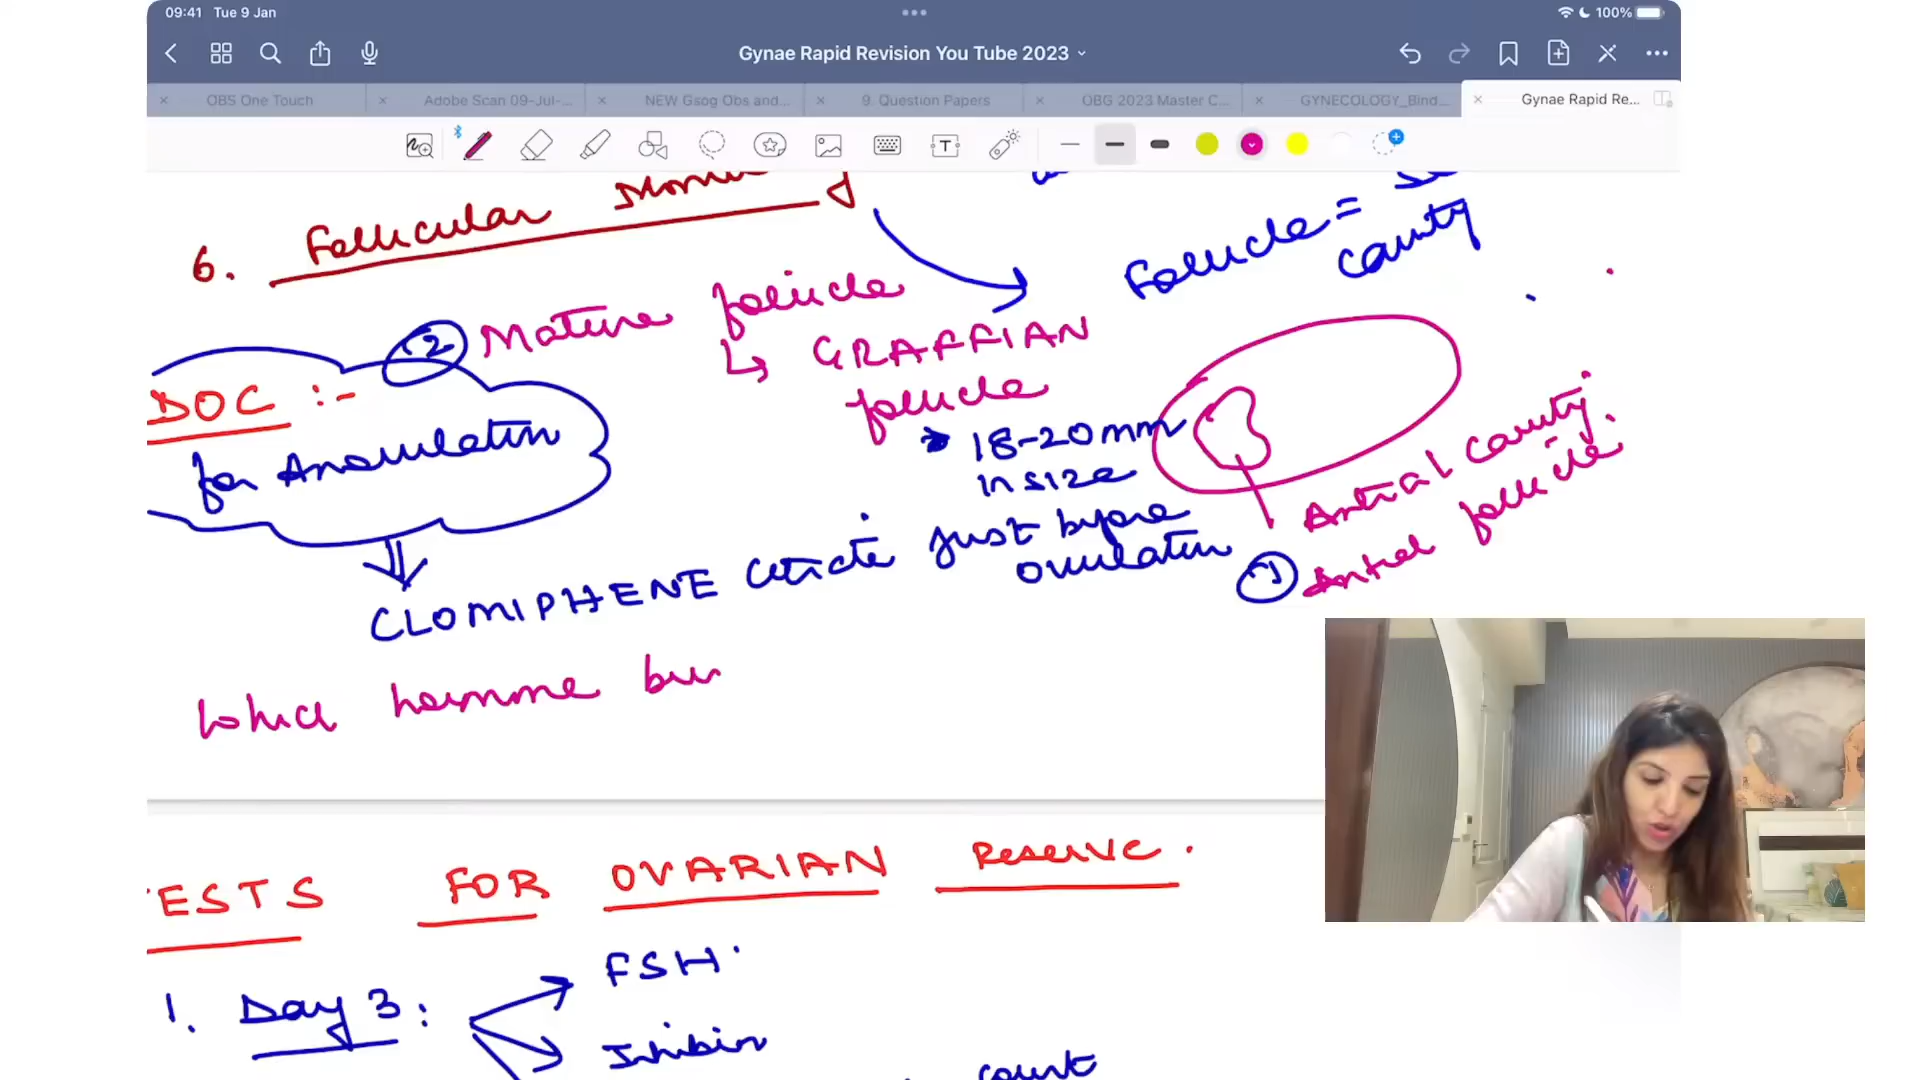 09:41 Tue 9 Jan
100%
Gynae Rapid Revision You Tube 2023
OBS One Touch
Adobe Scan 09-Jul-...
NEW Gsog Obs and...
9. Question Papers
OBG 2023 Master C...
GYNECOLOGY_Bind...
Gynae Rapid Re...
6. Follicular
Follicle =
cavity
(2) Mature follicle
↳ GRAFFIAN
follicle
DOC :-
for Anovulation
18-20mm
in size
just before
ovulation
Antral cavity
(1) Antral follicle.
CLOMIPHENE citrate
which hormone
ESTS FOR OVARIAN Reserve.
1. Day 3 :
FSH
Inhibin
count